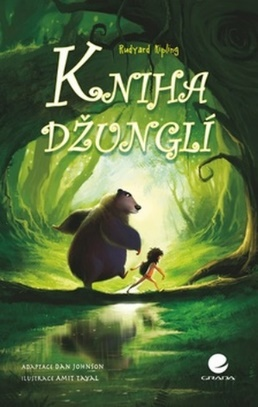 Rudyard Kipling
KNIHA
DŽUNGLÍ
ADAPTACE DAN JOHNSON
ILUSTRACE AMIT TAYAL
GRADA